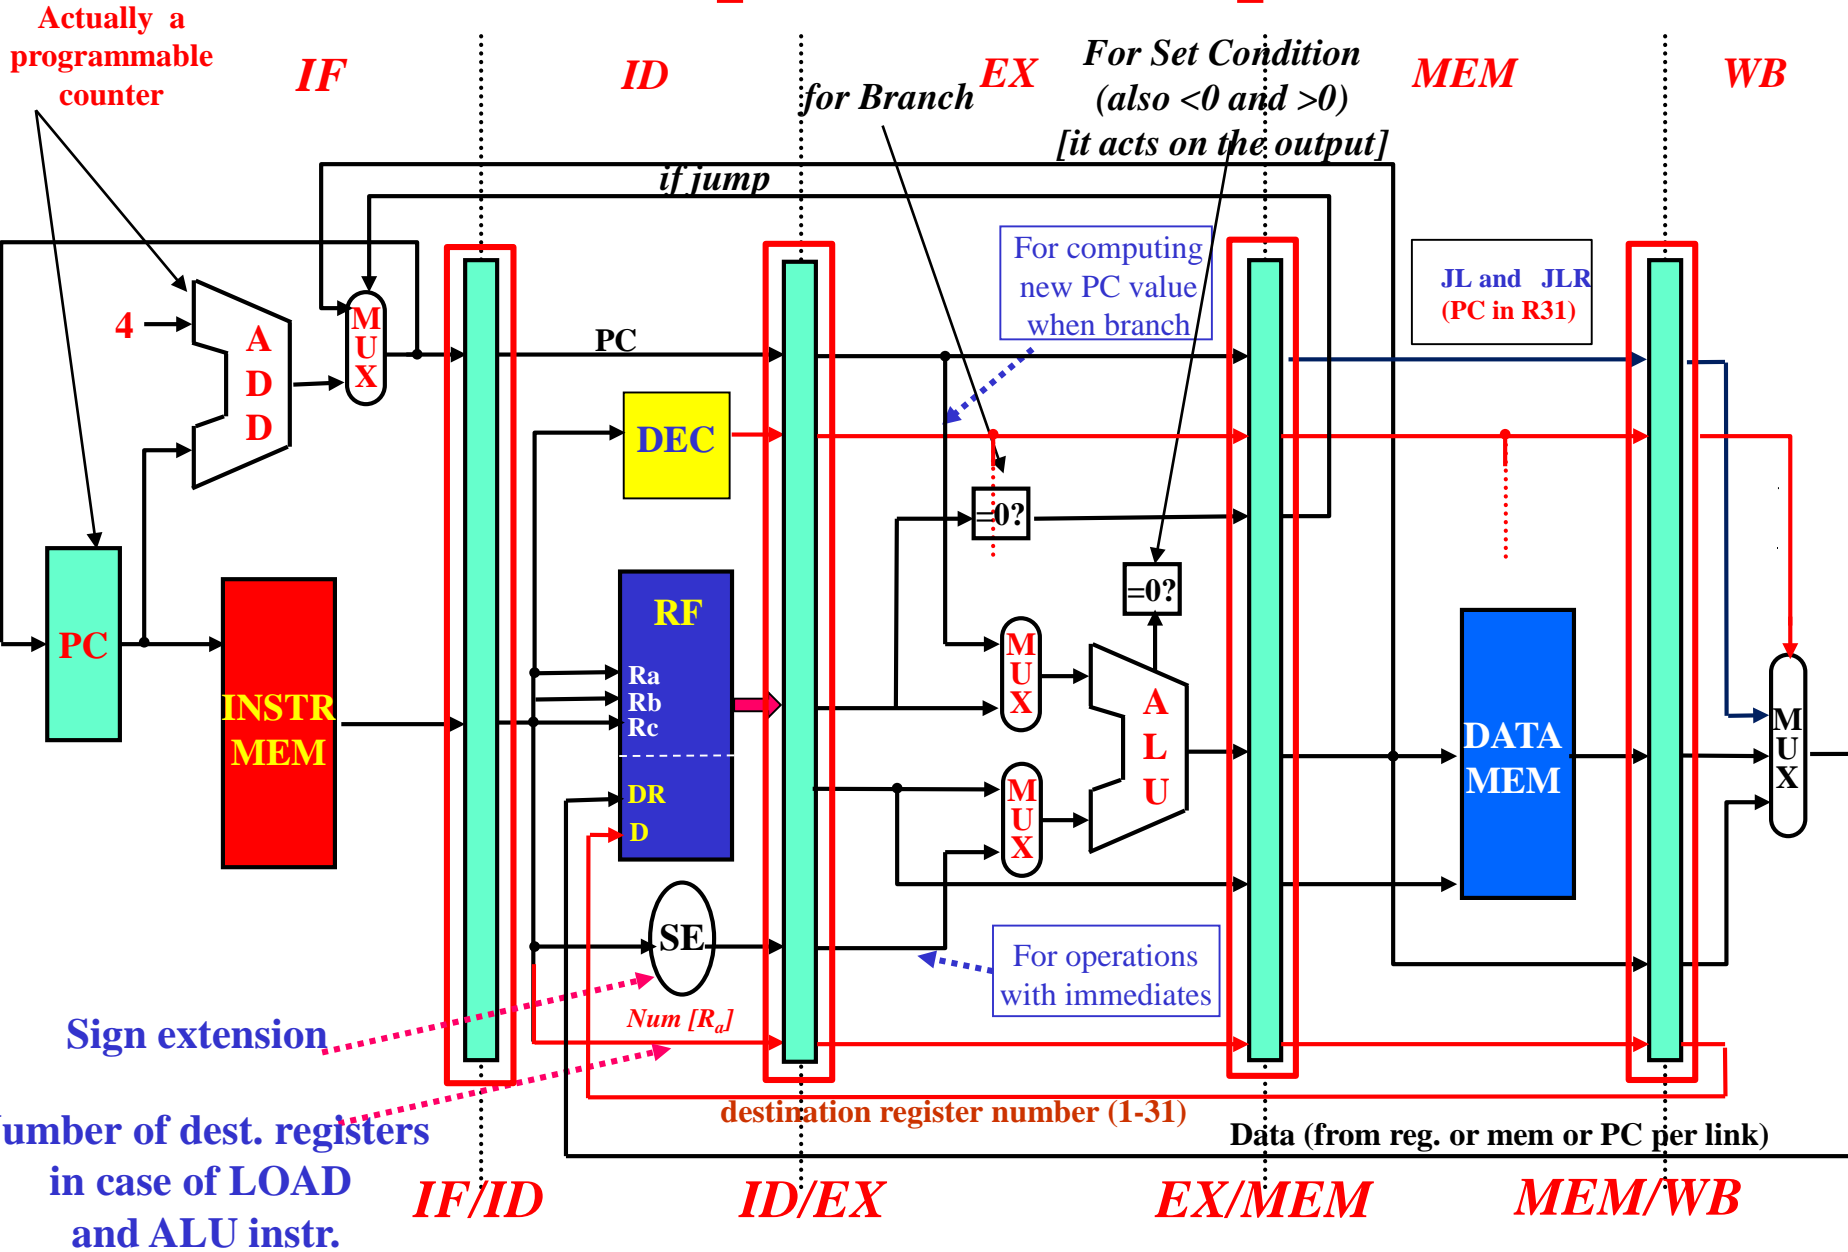 Actually a
programmable
counter
IF
ID
for Branch
EX
For Set Condition
(also <0 and >0)
[it acts on the output]
MEM
WB
if jump
For computing
new PC value
when branch
JL and JLR
(PC in R31)
4
A
D
D
M
U
X
PC
DEC
=0?
=0?
PC
INSTR
MEM
RF
Ra
Rb
Rc
DR
D
M
U
X
M
U
X
A
L
U
DATA
MEM
M
U
X
SE
For operations
with immediates
Num [Ra]
Sign extension
destination register number (1-31)
umber of dest. registers
in case of LOAD
and ALU instr.
Data (from reg. or mem or PC per link)
IF/ID
ID/EX
EX/MEM
MEM/WB